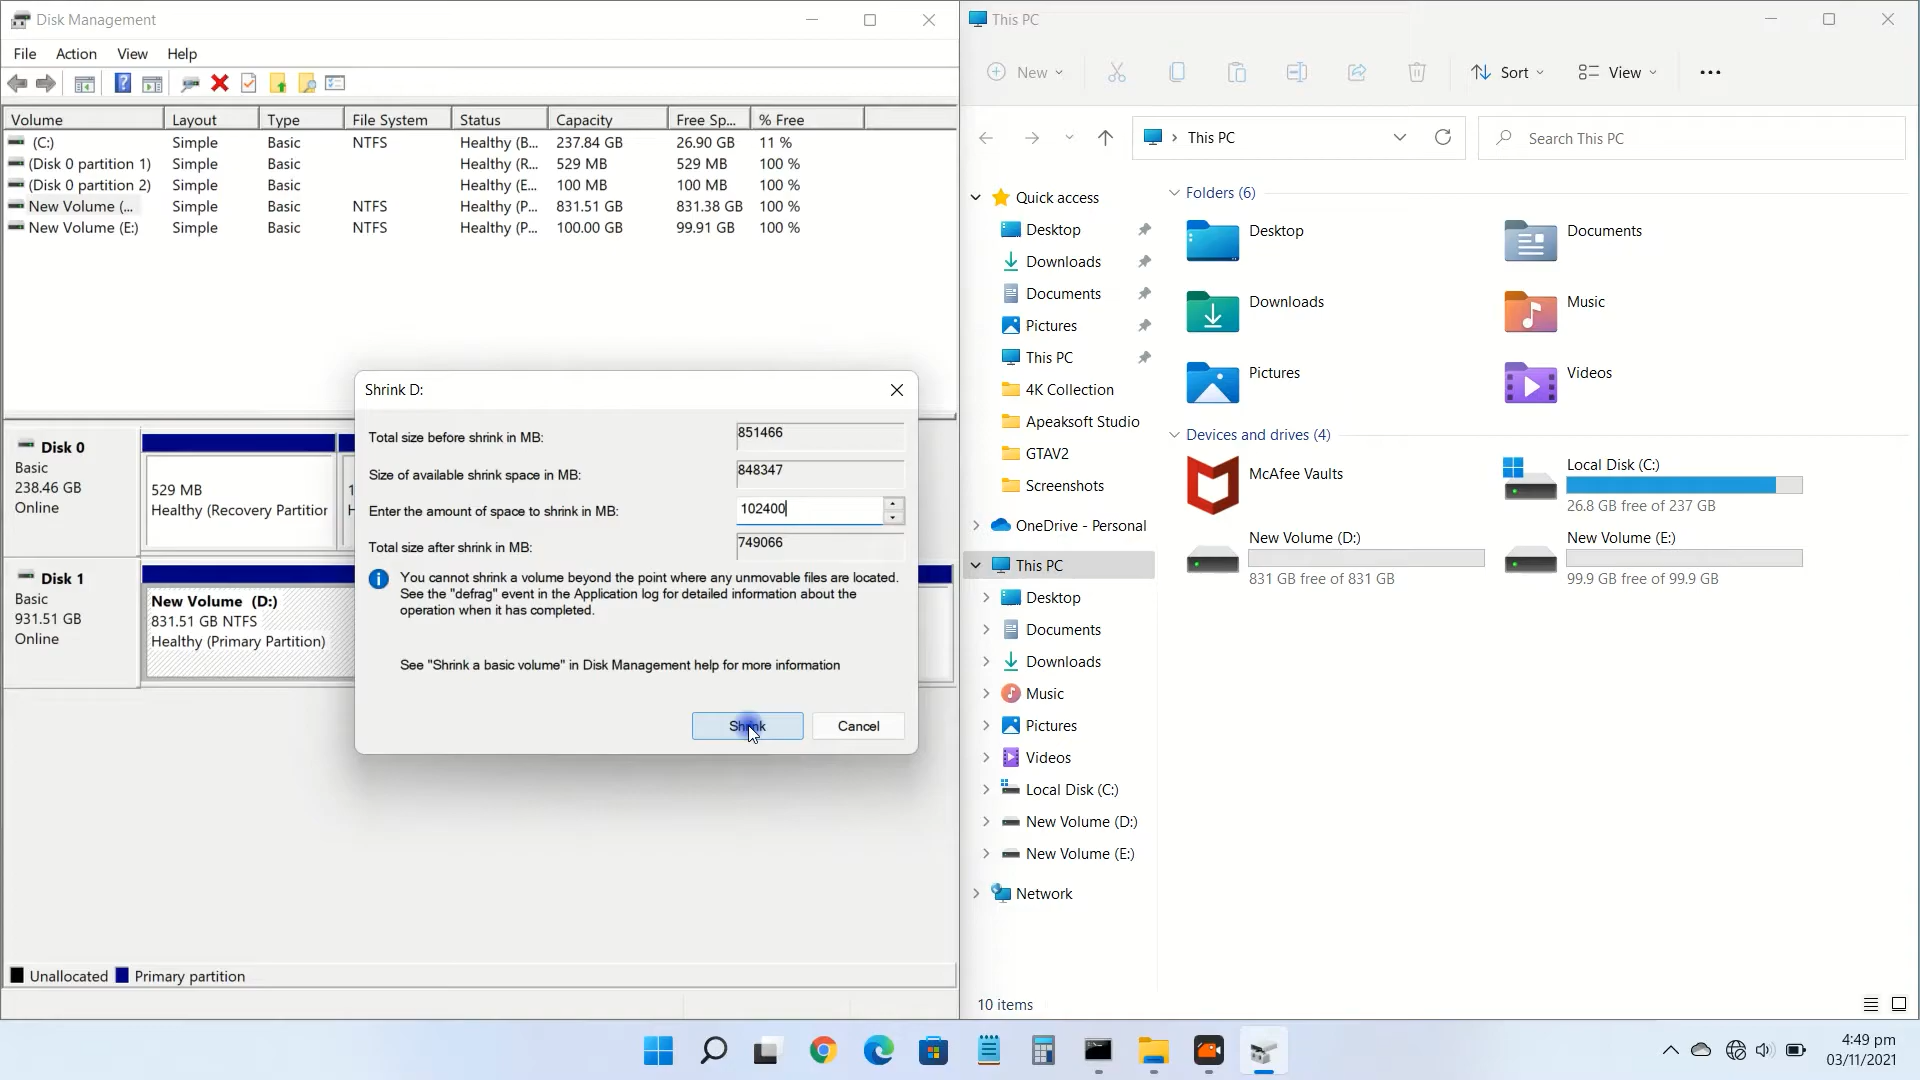 Disk Management
File Action View Help
Volume Layout Type File System Status Capacity Free Sp... % Free
(C:) Simple Basic NTFS Healthy (B... 237.84 GB 26.90 GB 11 %
(Disk 0 partition 1) Simple Basic Healthy (R... 529 MB 529 MB 100 %
(Disk 0 partition 2) Simple Basic Healthy (E... 100 MB 100 MB 100 %
New Volume (... Simple Basic NTFS Healthy (P... 831.51 GB 831.38 GB 100 %
New Volume (E:) Simple Basic NTFS Healthy (P... 100.00 GB 99.91 GB 100 %
Disk 0
Basic
238.46 GB
Online
529 MB
Healthy (Recovery Partitior
1
H
Disk 1
Basic
931.51 GB
Online
New Volume (D:)
831.51 GB NTFS
Healthy (Primary Partition)
Unallocated Primary partition
Shrink D:
Total size before shrink in MB: 851466
Size of available shrink space in MB: 848347
Enter the amount of space to shrink in MB: 102400
Total size after shrink in MB: 749066
You cannot shrink a volume beyond the point where any unmovable files are located.
See the "defrag" event in the Application log for detailed information about the
operation when it has completed.
See "Shrink a basic volume" in Disk Management help for more information
Shrink Cancel
This PC
New Sort View
This PC
Search This PC
Quick access
Desktop
Downloads
Documents
Pictures
This PC
4K Collection
Apeaksoft Studio
GTAV2
Screenshots
OneDrive - Personal
This PC
Desktop
Documents
Downloads
Music
Pictures
Videos
Local Disk (C:)
New Volume (D:)
New Volume (E:)
Network
Folders (6)
Desktop Documents
Downloads Music
Pictures Videos
Devices and drives (4)
McAfee Vaults
Local Disk (C:)
26.8 GB free of 237 GB
New Volume (D:)
831 GB free of 831 GB
New Volume (E:)
99.9 GB free of 99.9 GB
10 items
4:49 pm
03/11/2021